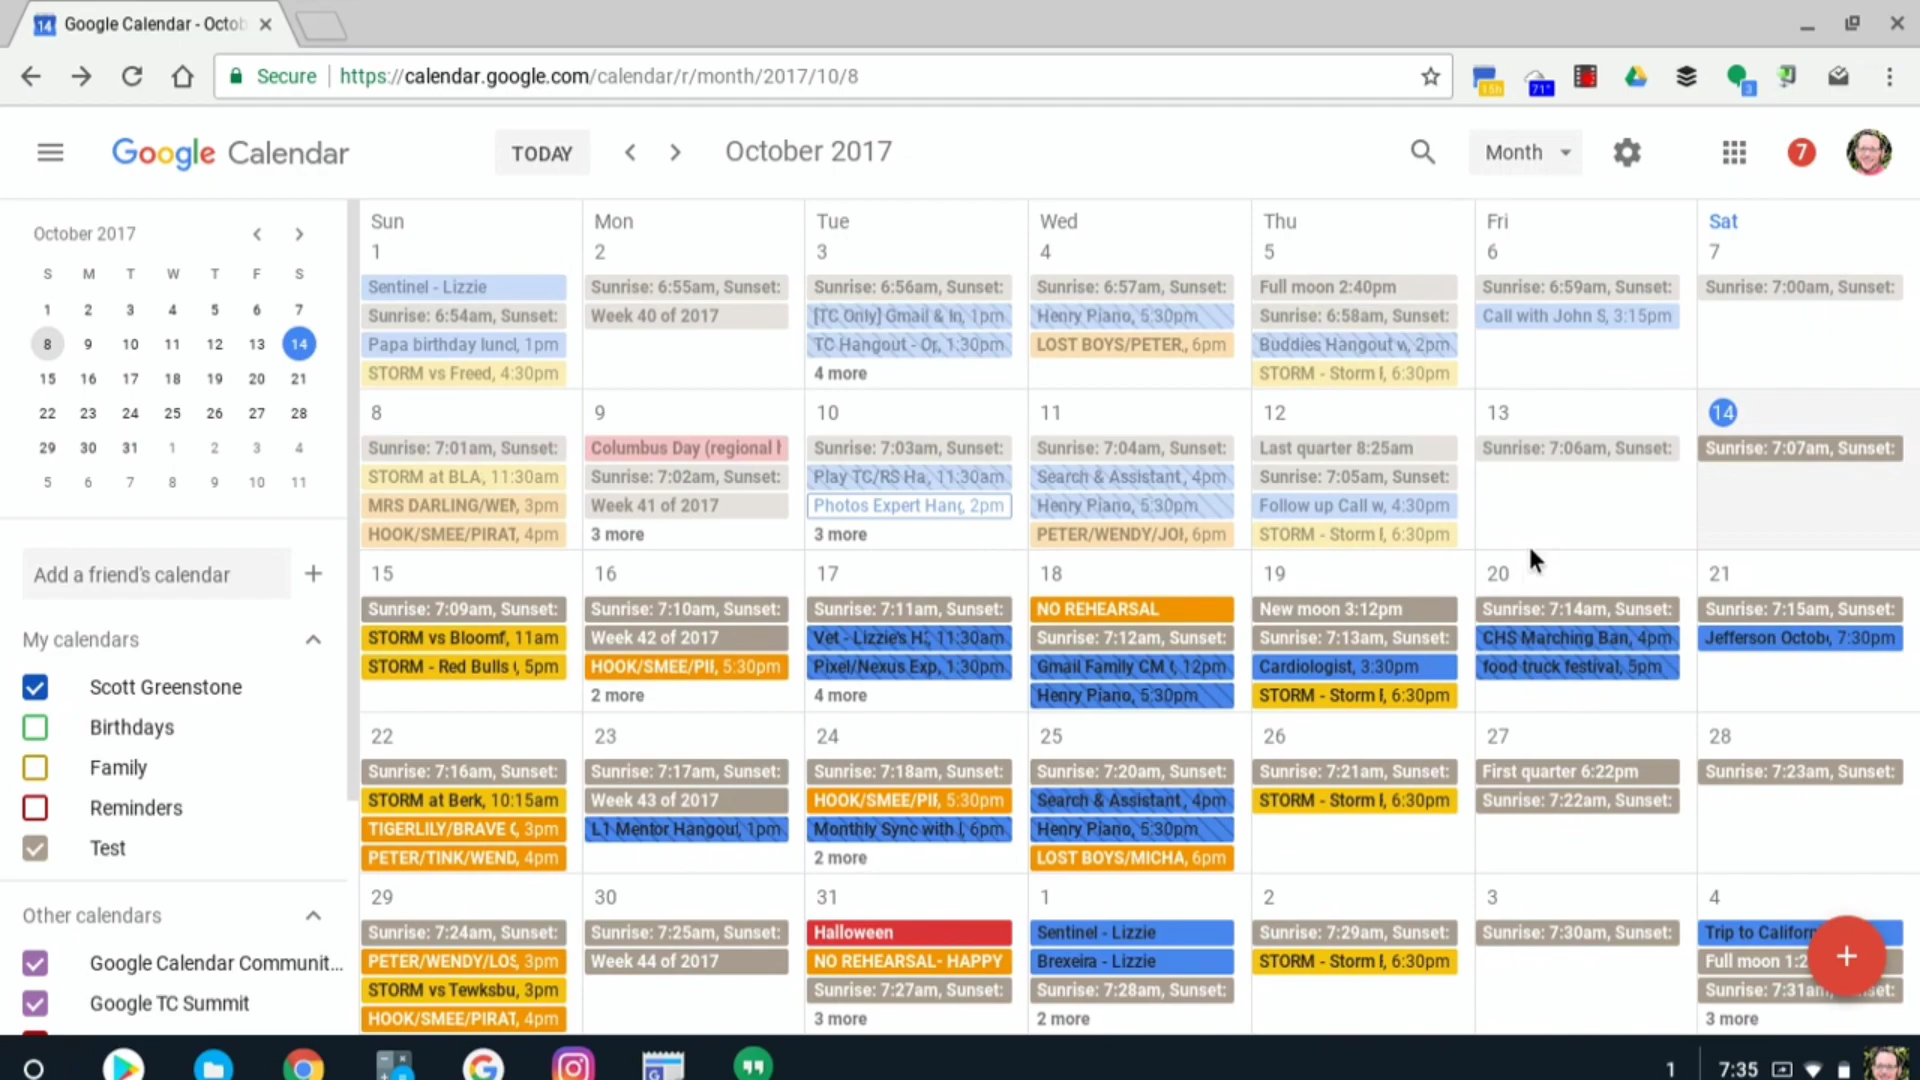 Google Calendar - Octob
Secure https://calendar.google.com/calendar/r/month/2017/10/8
15h 71° 3
Google Calendar TODAY October 2017 Month 7
October 2017
S M T W T F S
1 2 3 4 5 6 7
8 9 10 11 12 13 14
15 16 17 18 19 20 21
22 23 24 25 26 27 28
29 30 31 1 2 3 4
5 6 7 8 9 10 11
Add a friend's calendar
My calendars
Scott Greenstone
Birthdays
Family
Reminders
Test
Other calendars
Google Calendar Communit...
Google TC Summit
Sun Mon Tue Wed Thu Fri Sat
1 2 3 4 5 6 7
Sentinel - Lizzie Sunrise: 6:55am, Sunset: Sunrise: 6:56am, Sunset: Sunrise: 6:57am, Sunset: Full moon 2:40pm Sunrise: 6:59am, Sunset: Sunrise: 7:00am, Sunset:
Sunrise: 6:54am, Sunset: Week 40 of 2017 [TC Only] Gmail & In, 1pm Henry Piano, 5:30pm Sunrise: 6:58am, Sunset: Call with John S, 3:15pm
Papa birthday luncl, 1pm TC Hangout - Or, 1:30pm LOST BOYS/PETER,, 6pm Buddies Hangout w, 2pm
STORM vs Freed, 4:30pm 4 more STORM - Storm I, 6:30pm
8 9 10 11 12 13 14
Sunrise: 7:01am, Sunset: Columbus Day (regional h Sunrise: 7:03am, Sunset: Sunrise: 7:04am, Sunset: Last quarter 8:25am Sunrise: 7:06am, Sunset: Sunrise: 7:07am, Sunset:
STORM at BLA, 11:30am Sunrise: 7:02am, Sunset: Play TC/RS Ha, 11:30am Search & Assistant, 4pm Sunrise: 7:05am, Sunset:
MRS DARLING/WEN, 3pm Week 41 of 2017 Photos Expert Hang, 2pm Henry Piano, 5:30pm Follow up Call w, 4:30pm
HOOK/SMEE/PIRAT, 4pm 3 more 3 more PETER/WENDY/JOI, 6pm STORM - Storm I, 6:30pm
15 16 17 18 19 20 21
Sunrise: 7:09am, Sunset: Sunrise: 7:10am, Sunset: Sunrise: 7:11am, Sunset: NO REHEARSAL New moon 3:12pm Sunrise: 7:14am, Sunset: Sunrise: 7:15am, Sunset:
STORM vs Bloomf, 11am Week 42 of 2017 Vet - Lizzie's H:, 11:30am Sunrise: 7:12am, Sunset: Sunrise: 7:13am, Sunset: CHS Marching Ban, 4pm Jefferson Octob, 7:30pm
STORM - Red Bulls (, 5pm HOOK/SMEE/PII, 5:30pm Pixel/Nexus Exp, 1:30pm Gmail Family CM (, 12pm Cardiologist, 3:30pm food truck festival, 5pm
2 more 4 more Henry Piano, 5:30pm STORM - Storm I, 6:30pm
22 23 24 25 26 27 28
Sunrise: 7:16am, Sunset: Sunrise: 7:17am, Sunset: Sunrise: 7:18am, Sunset: Sunrise: 7:20am, Sunset: Sunrise: 7:21am, Sunset: First quarter 6:22pm Sunrise: 7:23am, Sunset:
STORM at Berk, 10:15am Week 43 of 2017 HOOK/SMEE/PII, 5:30pm Search & Assistant, 4pm STORM - Storm I, 6:30pm Sunrise: 7:22am, Sunset:
TIGERLILY/BRAVE (, 3pm L1 Mentor Hangout, 1pm Monthly Sync with I, 6pm Henry Piano, 5:30pm
PETER/TINK/WEND, 4pm 2 more LOST BOYS/MICHA, 6pm
29 30 31 1 2 3 4
Sunrise: 7:24am, Sunset: Sunrise: 7:25am, Sunset: Halloween Sentinel - Lizzie Sunrise: 7:29am, Sunset: Sunrise: 7:30am, Sunset: Trip to Californ
PETER/WENDY/LOS, 3pm Week 44 of 2017 NO REHEARSAL- HAPPY Brexeira - Lizzie STORM - Storm I, 6:30pm Full moon 1:2
STORM vs Tewksbu, 3pm Sunrise: 7:27am, Sunset: Sunrise: 7:28am, Sunset: Sunrise: 7:31am, set:
HOOK/SMEE/PIRAT, 4pm 3 more 2 more 3 more
1 7:35